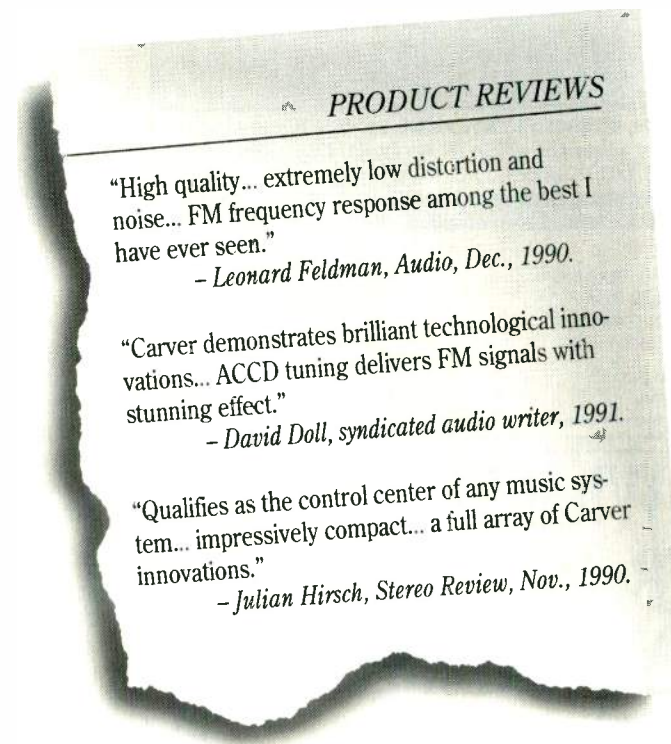 PRODUCT REVIEWS
“High quality... extremely low distortion and
noise... FM frequency response among the best I
have ever seen.”
– Leonard Feldman, Audio, Dec., 1990.
“Carver demonstrates brilliant technological inno-
vations... ACCD tuning delivers FM signals with
stunning effect.”
– David Doll, syndicated audio writer, 1991.
“Qualifies as the control center of any music sys-
tem... impressively compact... a full array of Carver
innovations.”
– Julian Hirsch, Stereo Review, Nov., 1990.